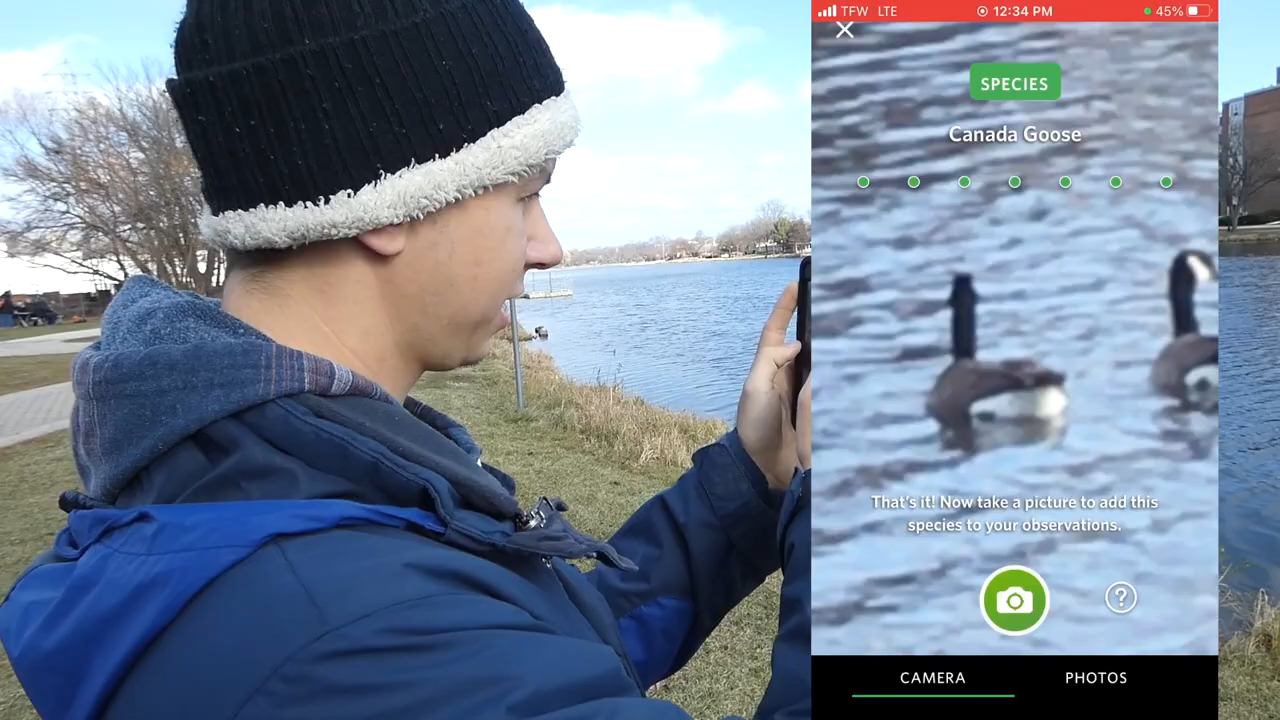 TFW LTE 12:34 PM 45%
SPECIES
Canada Goose
That's it! Now take a picture to add this
species to your observations.
?
CAMERA PHOTOS